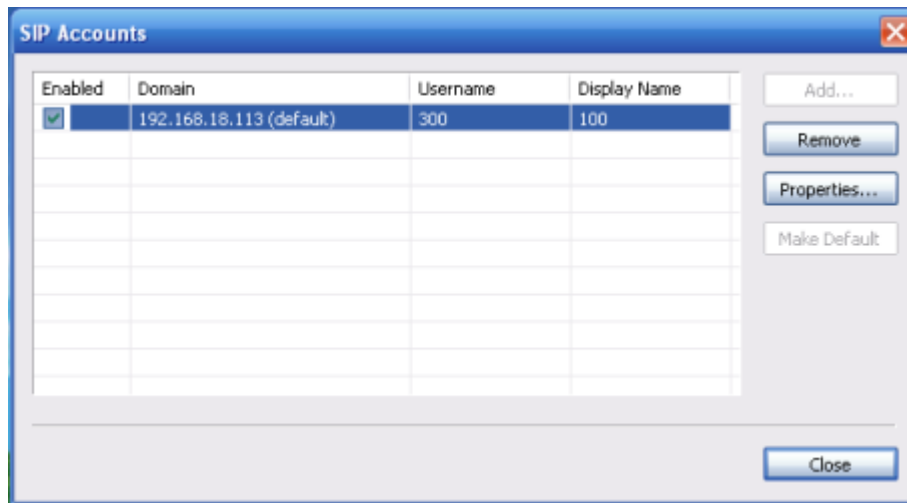 SIP Accounts
Enabled Domain Username Display Name
192.168.18.113 (default) 300 100
Add...
Remove
Properties...
Make Default
Close